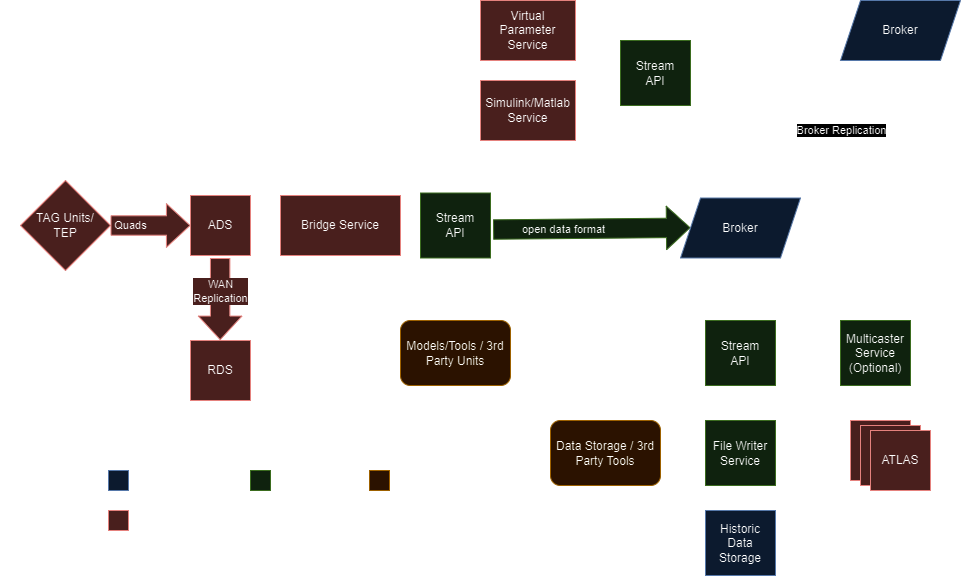 Virtual
Parameter
Service
Broker
Stream
API
Simulink/Matlab
Service
Broker Replication
TAG Units/
TEP
Quads
ADS
Bridge Service
Stream
API
open data format
Broker
WAN
Replication
RDS
Models/Tools / 3rd
Party Units
Stream
API
Multicaster
Service
(Optional)
Data Storage / 3rd
Party Tools
File Writer
Service
ATLAS
Historic
Data
Storage